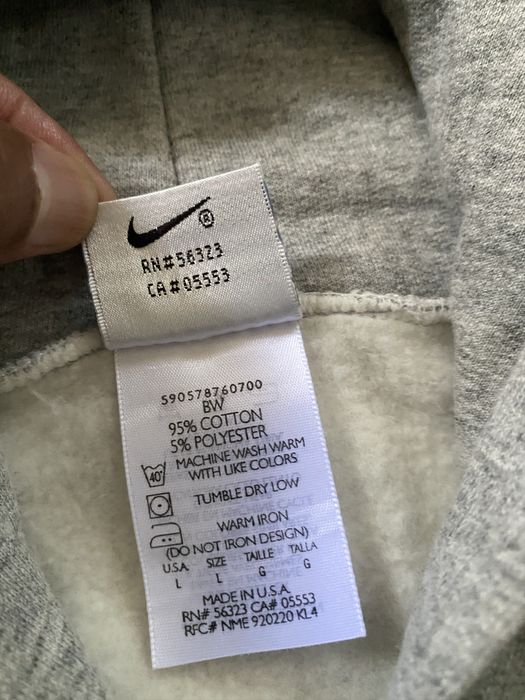 ®
RN#56323
CA#05553
590578760700
BW
95% COTTON
5% POLYESTER
40°
MACHINE WASH WARM
WITH LIKE COLORS
TUMBLE DRY LOW
WARM IRON
(DO NOT IRON DESIGN)
U.S.A. SIZE TAILLE TALLA
L L G G
MADE IN U.S.A.
RN# 56323 CA# 05553
RFC# NME 920220 KL4